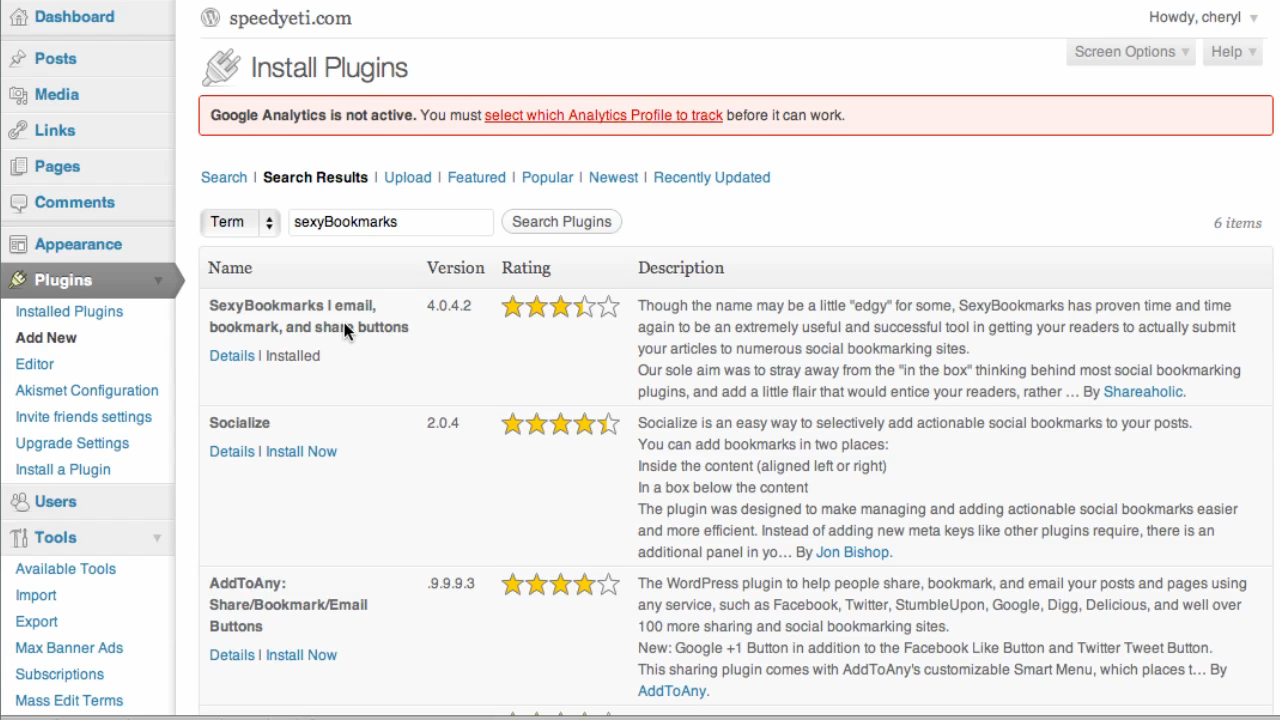 Dashboard
Posts
Media
Links
Pages
Comments
Appearance
Plugins
Installed Plugins
Add New
Editor
Akismet Configuration
Invite friends settings
Upgrade Settings
Install a Plugin
Users
Tools
Available Tools
Import
Export
Max Banner Ads
Subscriptions
Mass Edit Terms
speedyeti.com
Howdy, cheryl
Screen Options
Help
Install Plugins
Google Analytics is not active. You must select which Analytics Profile to track before it can work.
Search | Search Results | Upload | Featured | Popular | Newest | Recently Updated
Term
sexyBookmarks
Search Plugins
6 items
Name
Version
Rating
Description
SexyBookmarks | email,
bookmark, and share buttons
Details | Installed
4.0.4.2
Though the name may be a little "edgy" for some, SexyBookmarks has proven time and time
again to be an extremely useful and successful tool in getting your readers to actually submit
your articles to numerous social bookmarking sites.
Our sole aim was to stray away from the "in the box" thinking behind most social bookmarking
plugins, and add a little flair that would entice your readers, rather ... By Shareaholic.
Socialize
Details | Install Now
2.0.4
Socialize is an easy way to selectively add actionable social bookmarks to your posts.
You can add bookmarks in two places:
Inside the content (aligned left or right)
In a box below the content
The plugin was designed to make managing and adding actionable social bookmarks easier
and more efficient. Instead of adding new meta keys like other plugins require, there is an
additional panel in yo... By Jon Bishop.
AddToAny:
Share/Bookmark/Email
Buttons
Details | Install Now
.9.9.9.3
The WordPress plugin to help people share, bookmark, and email your posts and pages using
any service, such as Facebook, Twitter, StumbleUpon, Google, Digg, Delicious, and well over
100 more sharing and social bookmarking sites.
New: Google +1 Button in addition to the Facebook Like Button and Twitter Tweet Button.
This sharing plugin comes with AddToAny's customizable Smart Menu, which places t... By
AddToAny.